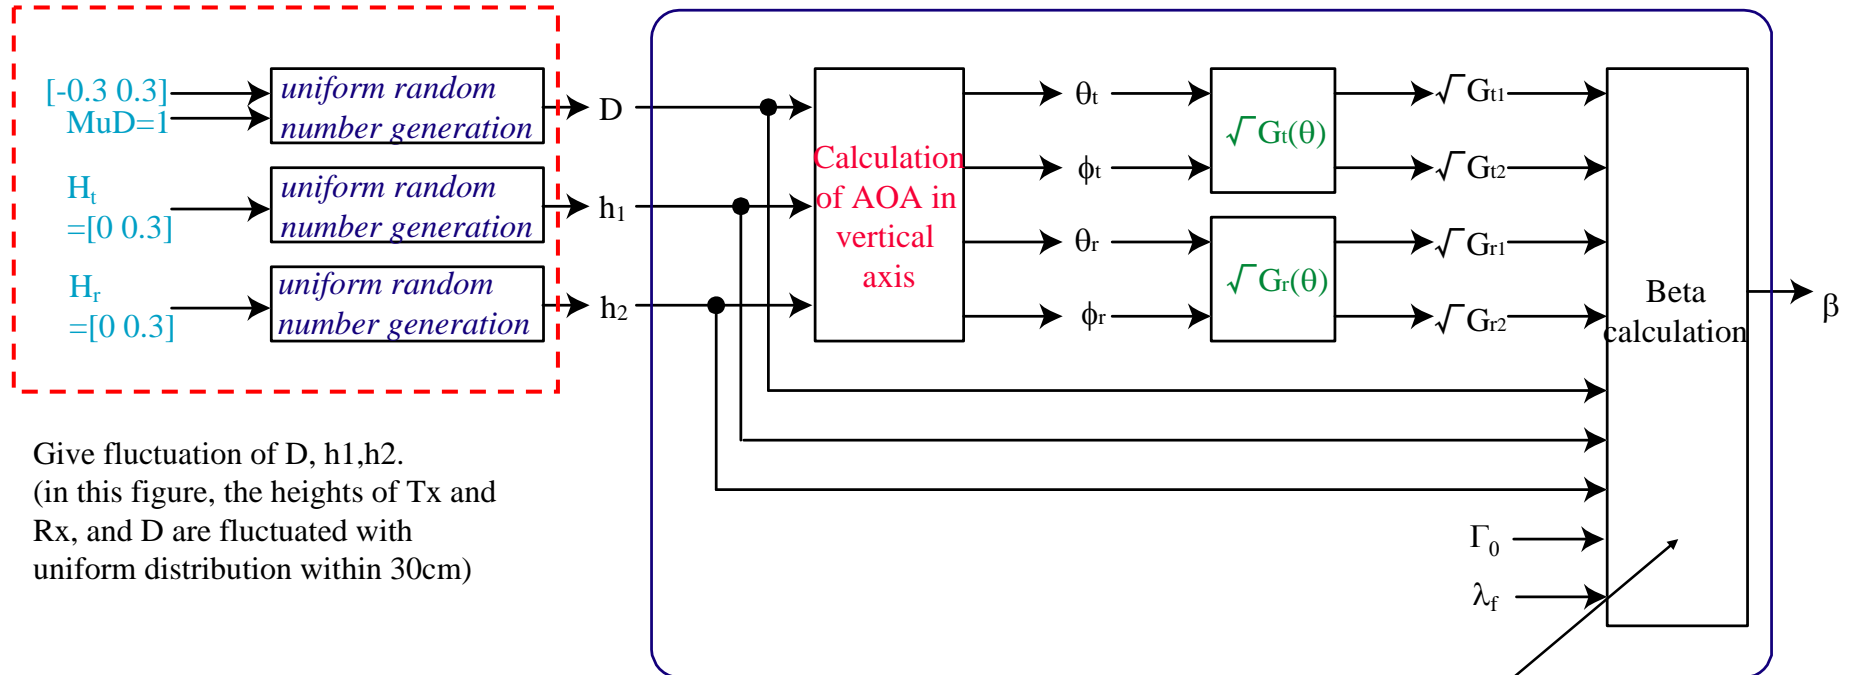 [-0.3 0.3]
MuD=1
uniform random
number generation
D
H_t
=[0 0.3]
uniform random
number generation
h1
H_r
=[0 0.3]
uniform random
number generation
h2
Calculation
of AOA in
vertical
axis
θt
ϕt
θr
ϕr
√Gt(θ)
√Gr(θ)
√Gt1
√Gt2
√Gr1
√Gr2
Γ0
λf
Beta
calculation
β
Give fluctuation of D, h1,h2.
(in this figure, the heights of Tx and
Rx, and D are fluctuated with
uniform distribution within 30cm)